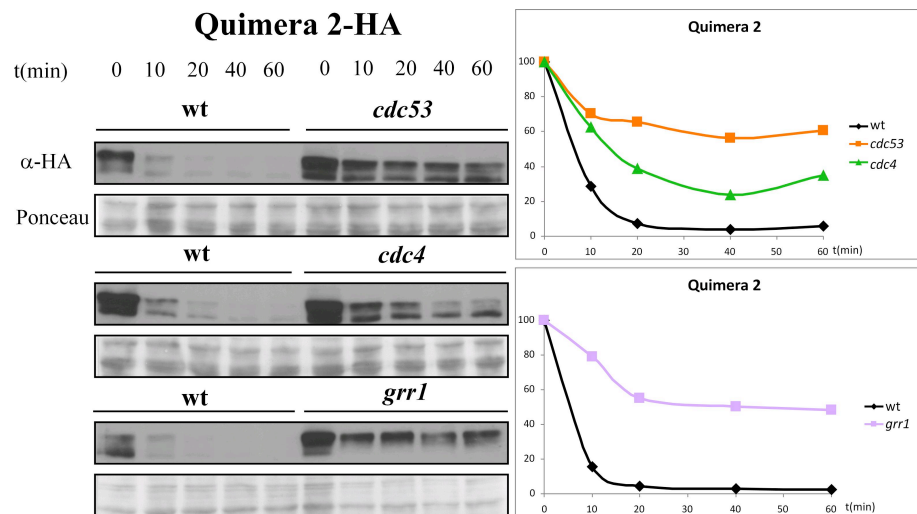 Quimera 2-HA
t(min) 0 10 20 40 60 0 10 20 40 60
wt cdc53
α-HA
Ponceau
wt cdc4
wt grr1
Quimera 2
100
80
60
40
20
0
0 10 20 30 40 50 60 t(min)
wt
cdc53
cdc4
Quimera 2
100
80
60
40
20
0
0 10 20 30 40 50 60 t(min)
wt
grr1